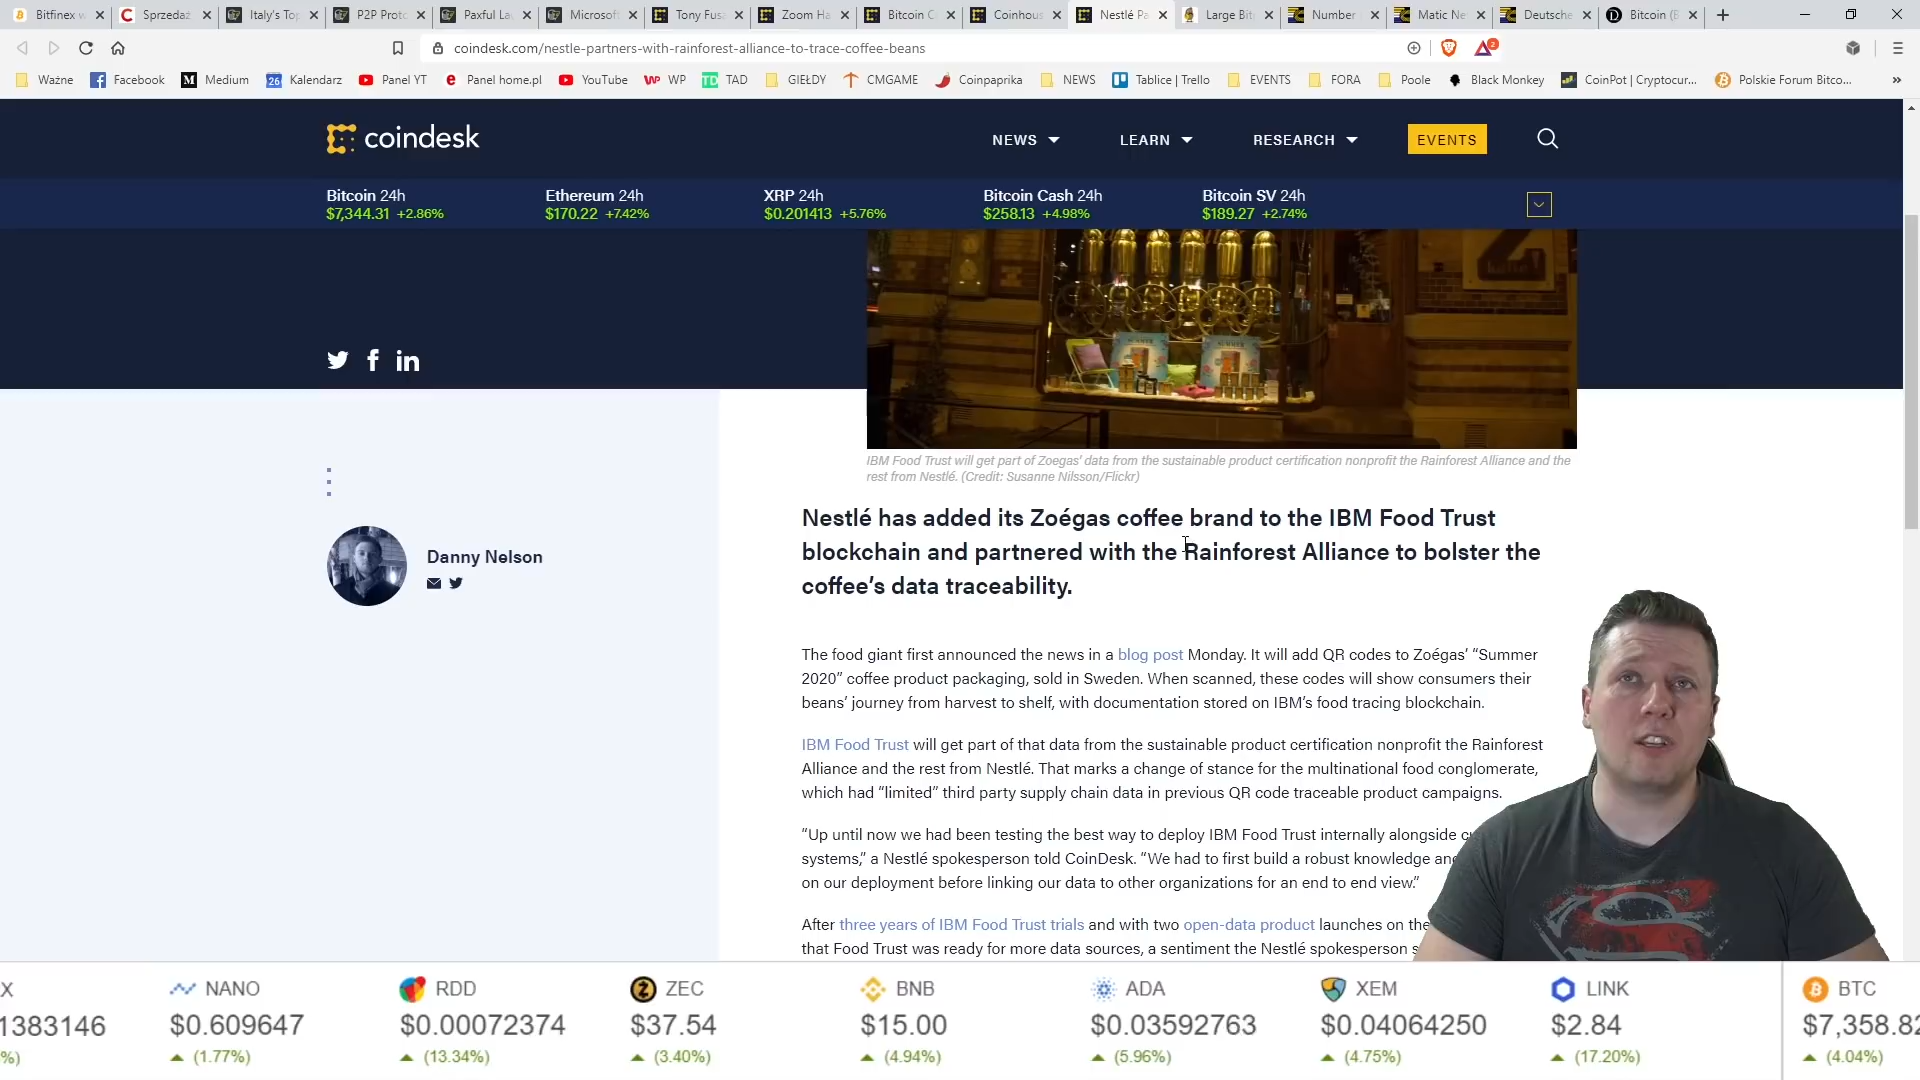 Bitfinex w
Sprzedaż
Italy's Top
P2P Proto
Paxful La
Microsoft
Tony Fusz
Zoom Ha
Bitcoin C
Coinhous
Nestlé Pa
Large Bit
Number
Matic Ne
Deutsche
Bitcoin (B
coindesk.com/nestle-partners-with-rainforest-alliance-to-trace-coffee-beans
2
Ważne
Facebook
Medium
26 Kalendarz
Panel YT
Panel home.pl
YouTube
WP
TAD
GIEŁDY
CMGAME
Coinpaprika
NEWS
Tablice | Trello
EVENTS
FORA
Poole
Black Monkey
CoinPot | Cryptocur...
Polskie Forum Bitco...
coindesk
NEWS
LEARN
RESEARCH
EVENTS
Bitcoin 24h
$7,344.31 +2.86%
Ethereum 24h
$170.22 +7.42%
XRP 24h
$0.201413 +5.76%
Bitcoin Cash 24h
$258.13 +4.98%
Bitcoin SV 24h
$189.27 +2.74%
IBM Food Trust will get part of Zoegas' data from the sustainable product certification nonprofit the Rainforest Alliance and the
rest from Nestlé. (Credit: Susanne Nilsson/Flickr)
Danny Nelson
Nestlé has added its Zoégas coffee brand to the IBM Food Trust
blockchain and partnered with the Rainforest Alliance to bolster the
coffee's data traceability.
The food giant first announced the news in a blog post Monday. It will add QR codes to Zoégas' “Summer
2020” coffee product packaging, sold in Sweden. When scanned, these codes will show consumers their
beans' journey from harvest to shelf, with documentation stored on IBM's food tracing blockchain.
IBM Food Trust will get part of that data from the sustainable product certification nonprofit the Rainforest
Alliance and the rest from Nestlé. That marks a change of stance for the multinational food conglomerate,
which had “limited” third party supply chain data in previous QR code traceable product campaigns.
“Up until now we had been testing the best way to deploy IBM Food Trust internally alongside
systems,” a Nestlé spokesperson told CoinDesk. “We had to first build a robust knowledge
on our deployment before linking our data to other organizations for an end to end view.”
After three years of IBM Food Trust trials and with two open-data product launches on the
that Food Trust was ready for more data sources, a sentiment the Nestlé spokesperson
X
1383146
%)
NANO
$0.609647
(1.77%)
RDD
$0.00072374
(13.34%)
ZEC
$37.54
(3.40%)
BNB
$15.00
(4.94%)
ADA
$0.03592763
(5.96%)
XEM
$0.04064250
(4.75%)
LINK
$2.84
(17.20%)
BTC
$7,358.82
(4.04%)